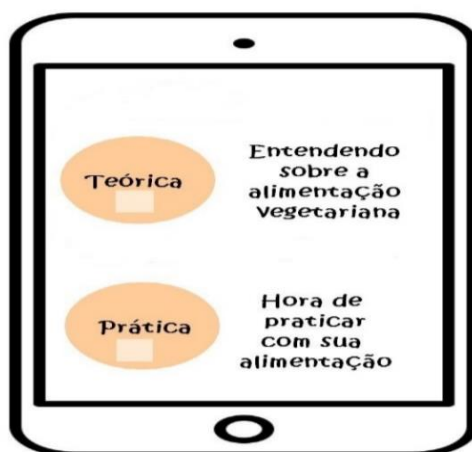 Teórica
Entendendo
sobre a
alimentação
vegetariana
Prática
Hora de
praticar
com sua
alimentação